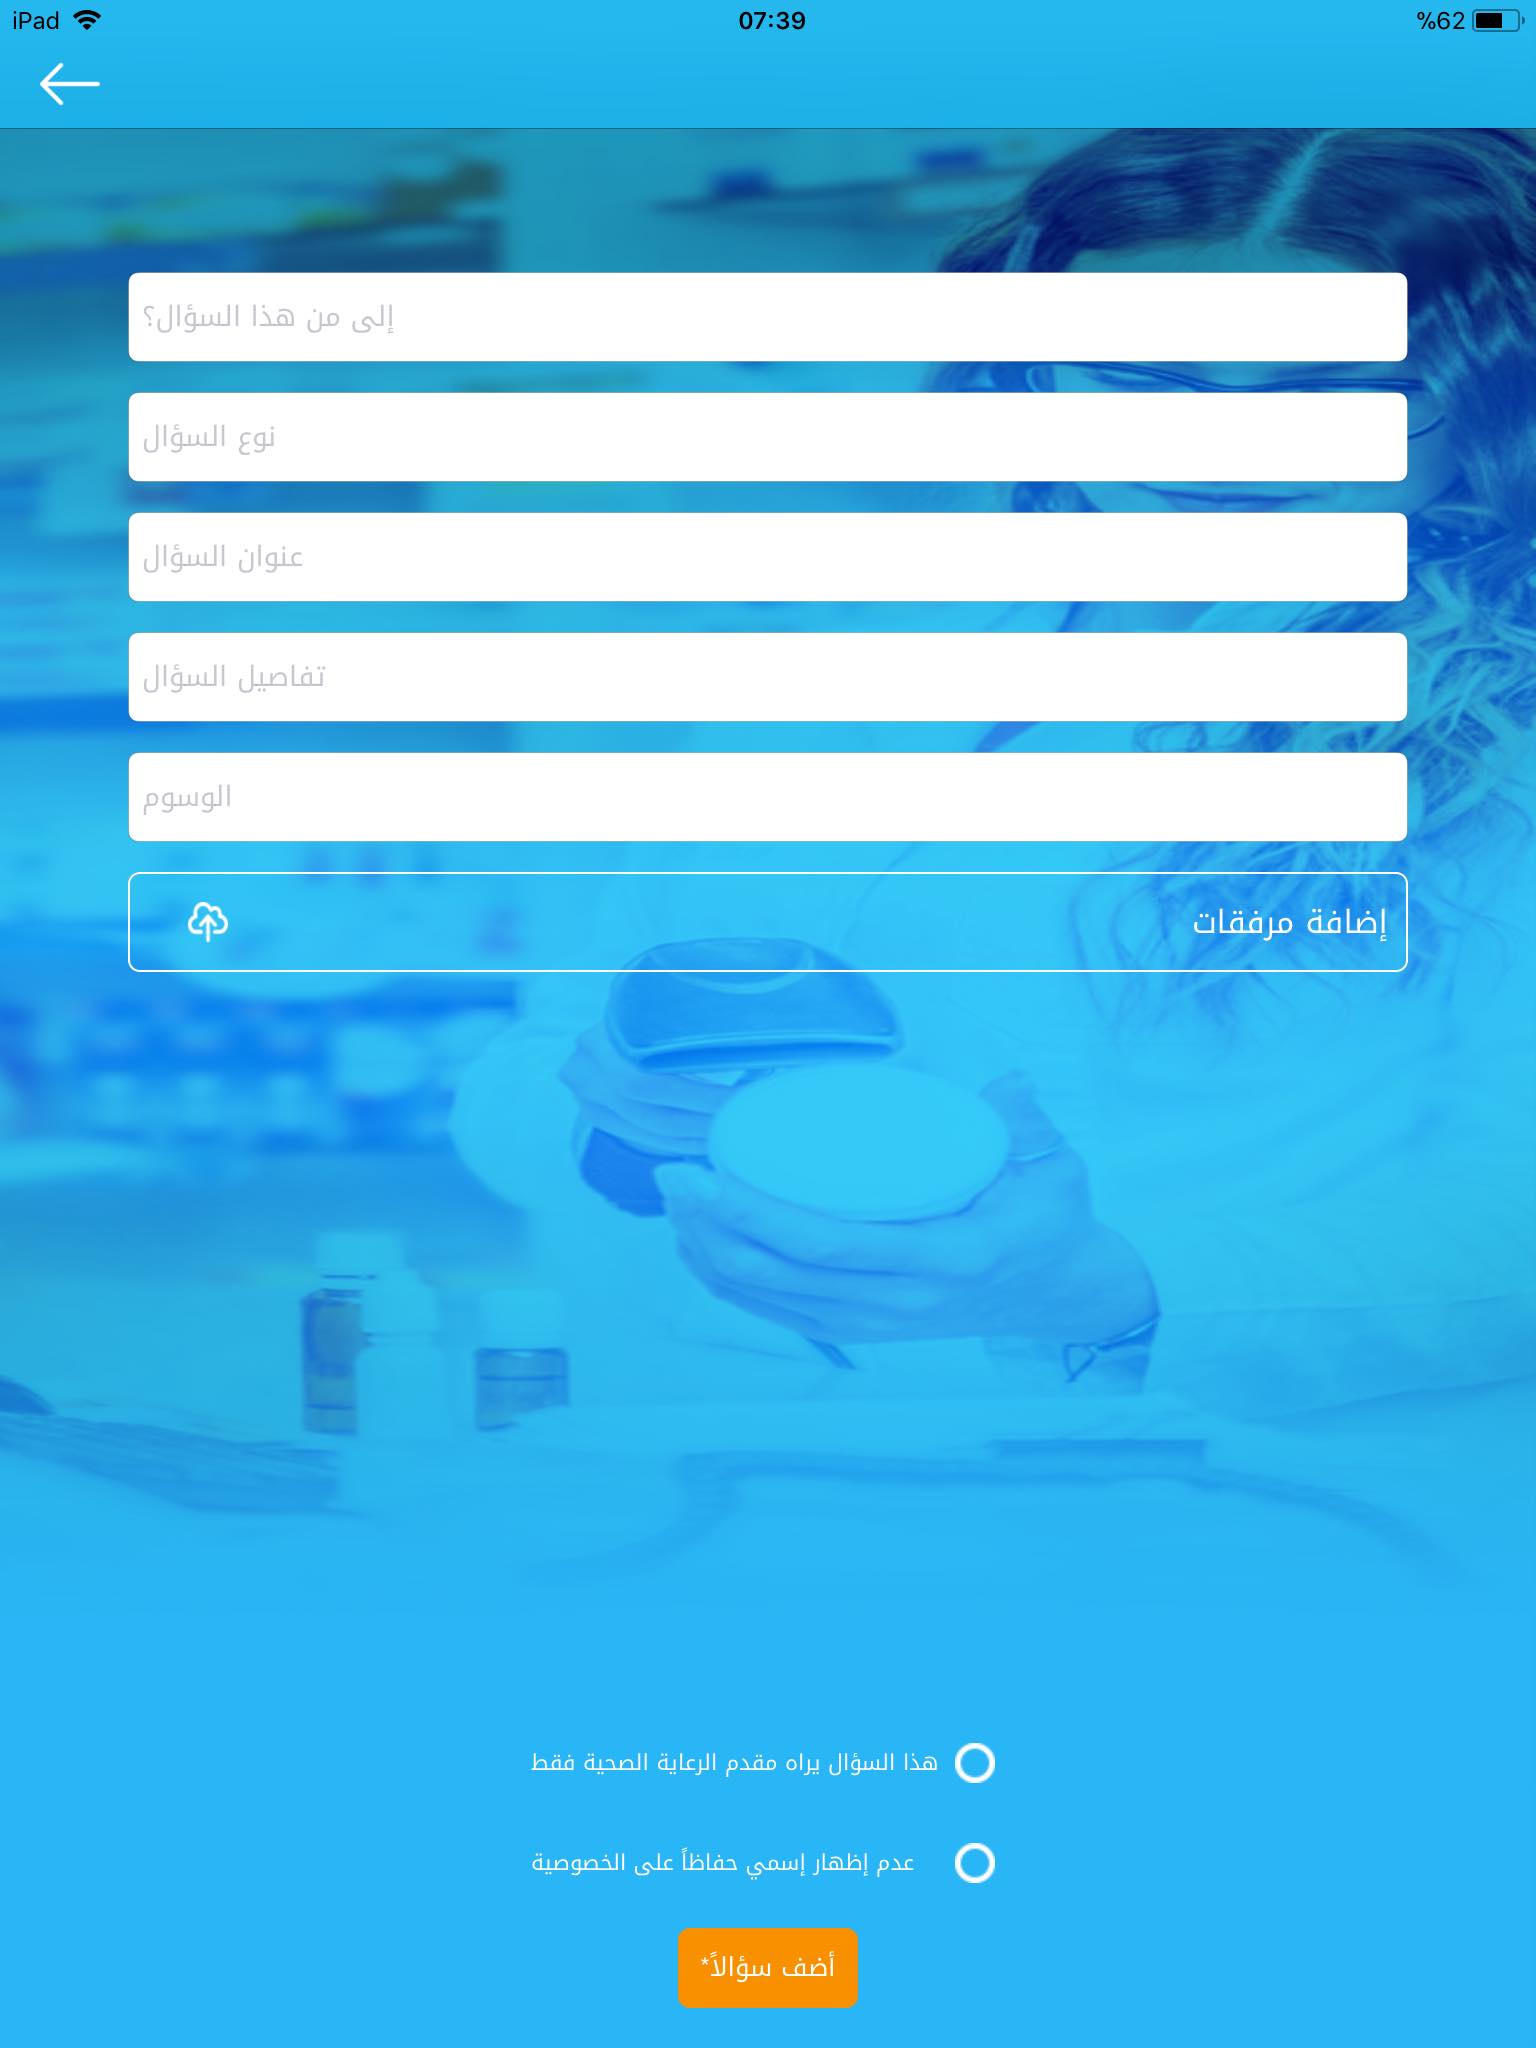 iPad
07:39
%62
إلى من هذا السؤال؟
نوع السؤال
عنوان السؤال
تفاصيل السؤال
الوسوم
إضافة مرفقات
هذا السؤال يراه مقدم الرعاية الصحية فقط
عدم إظهار إسمي حفاظاً على الخصوصية
أضف سؤالاً*